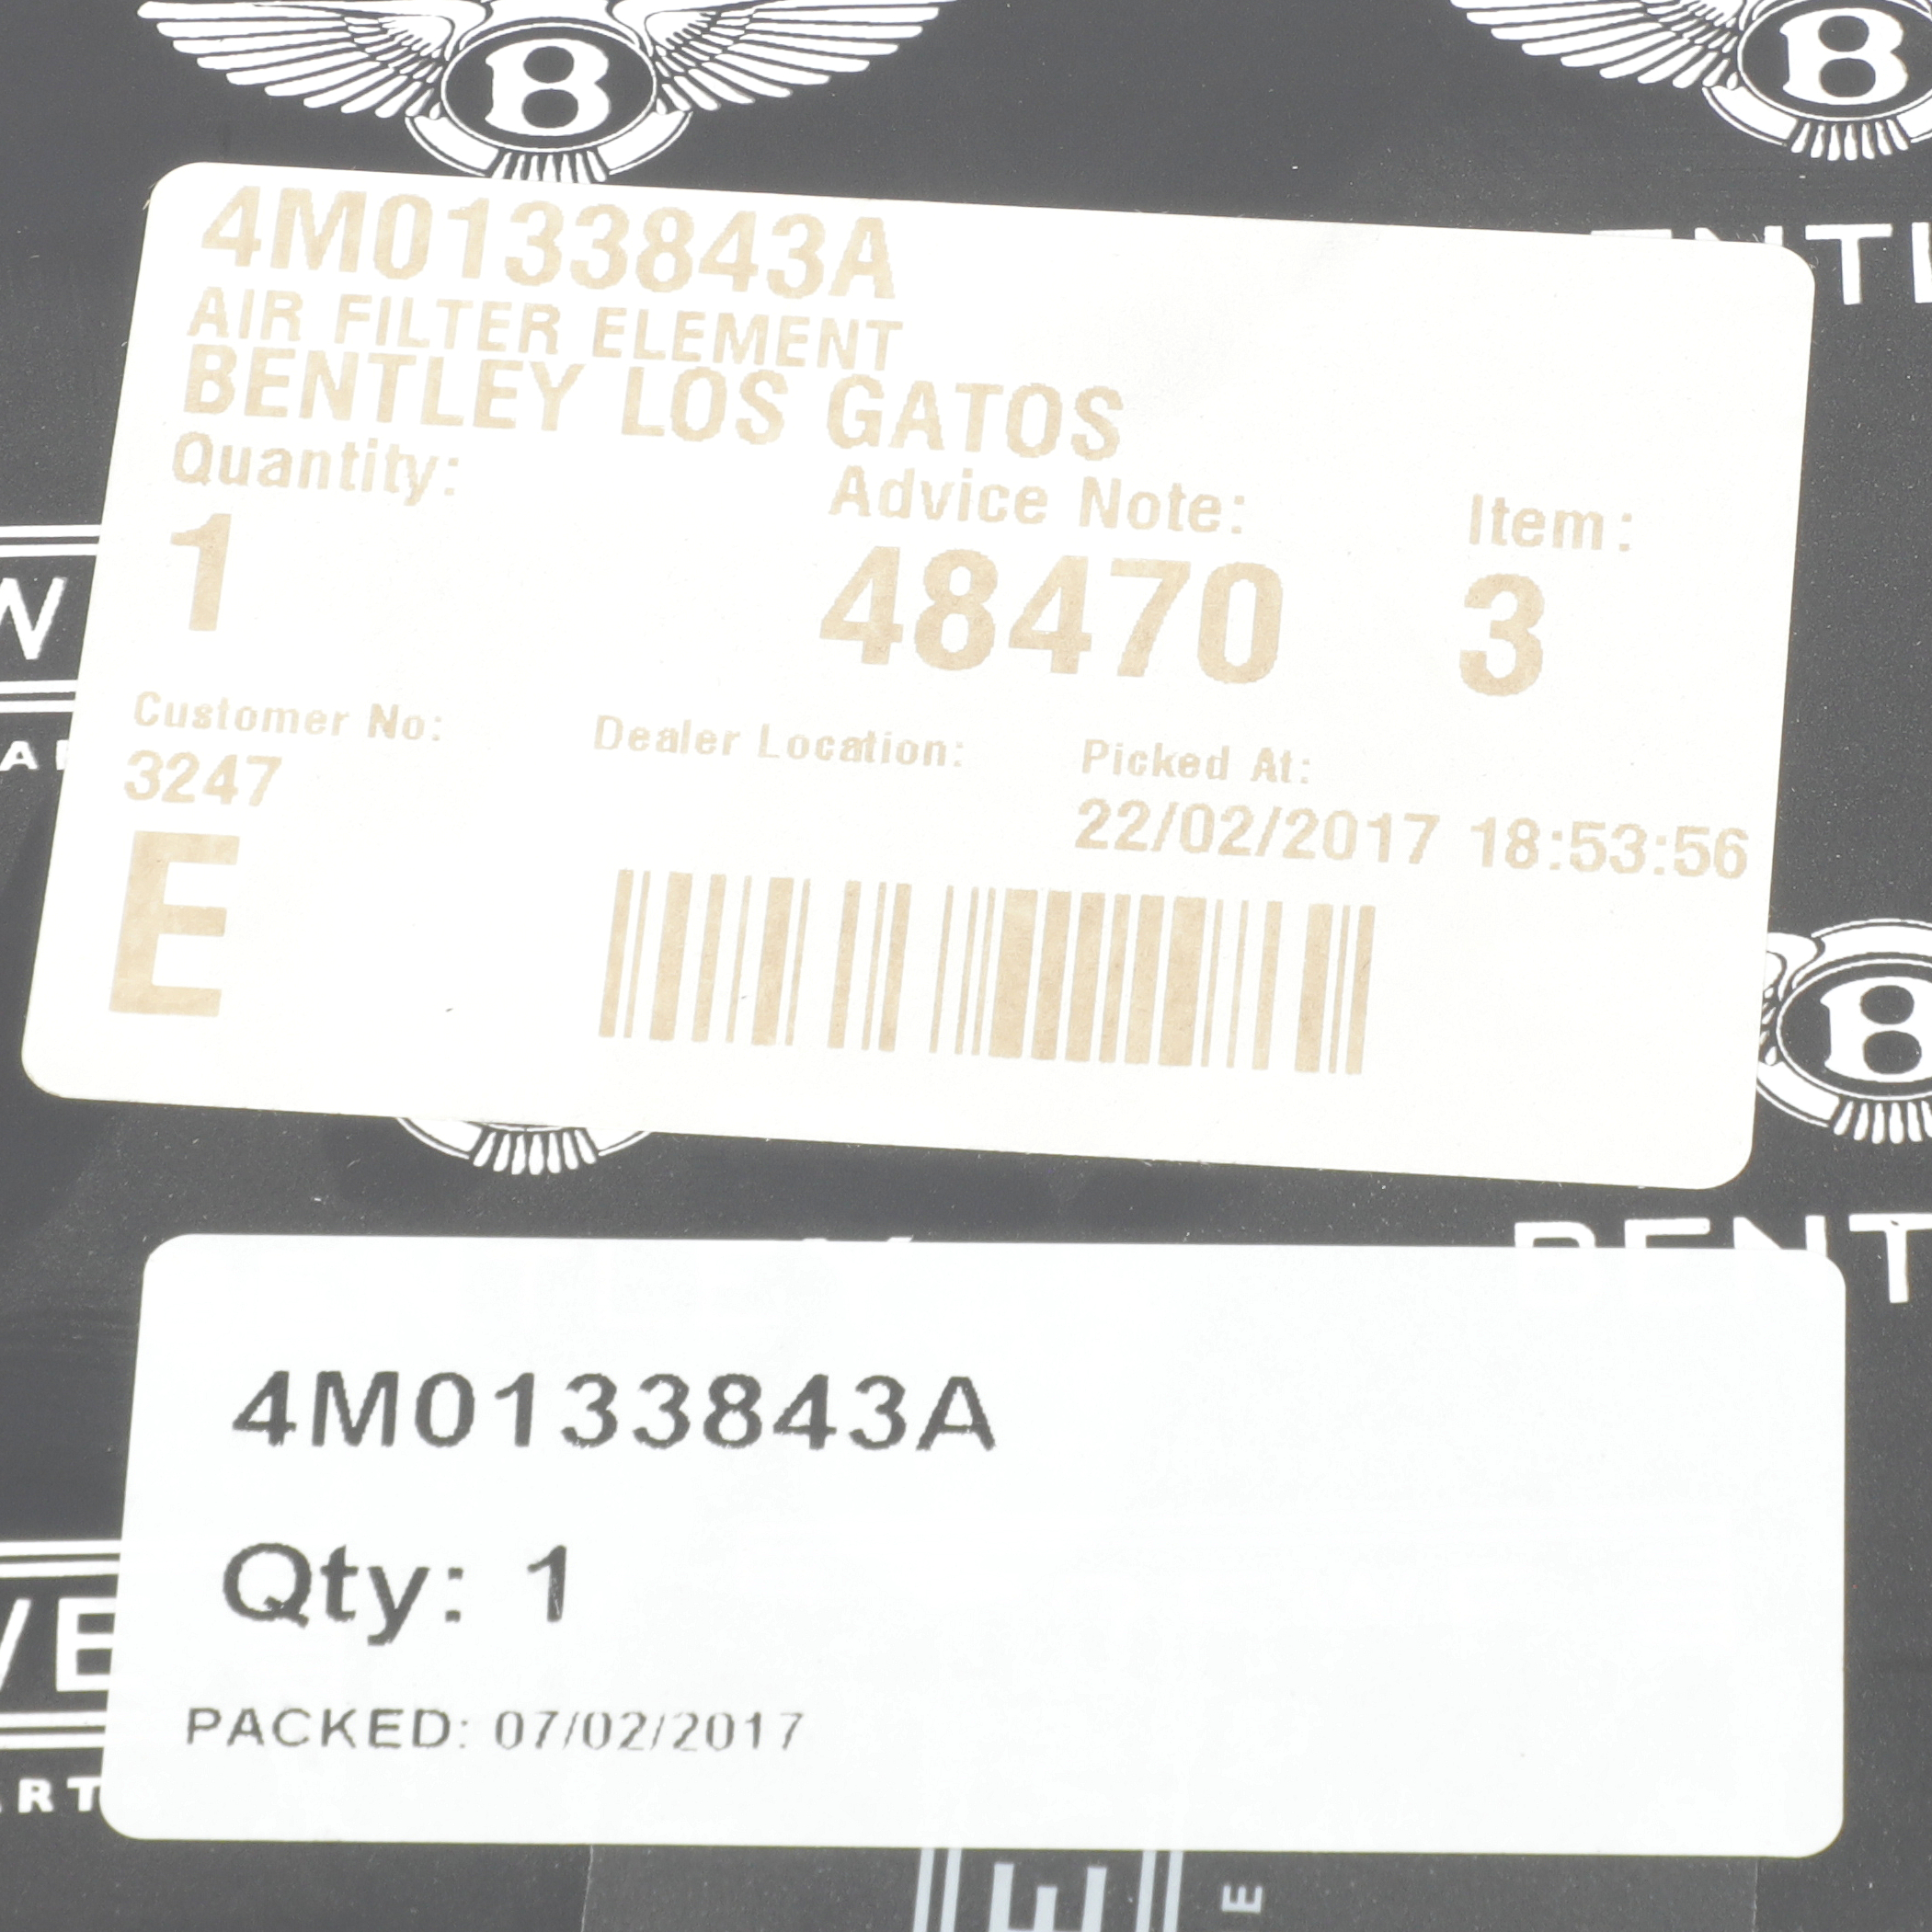 B
B
4M0133843A
AIR FILTER ELEMENT
BENTLEY LOS GATOS
Quantity: Advice Note: Item:
1 48470 3
Customer No: Dealer Location: Picked At:
3247 22/02/2017 18:53:56
E
B
4M0133843A
Qty: 1
PACKED: 07/02/2017